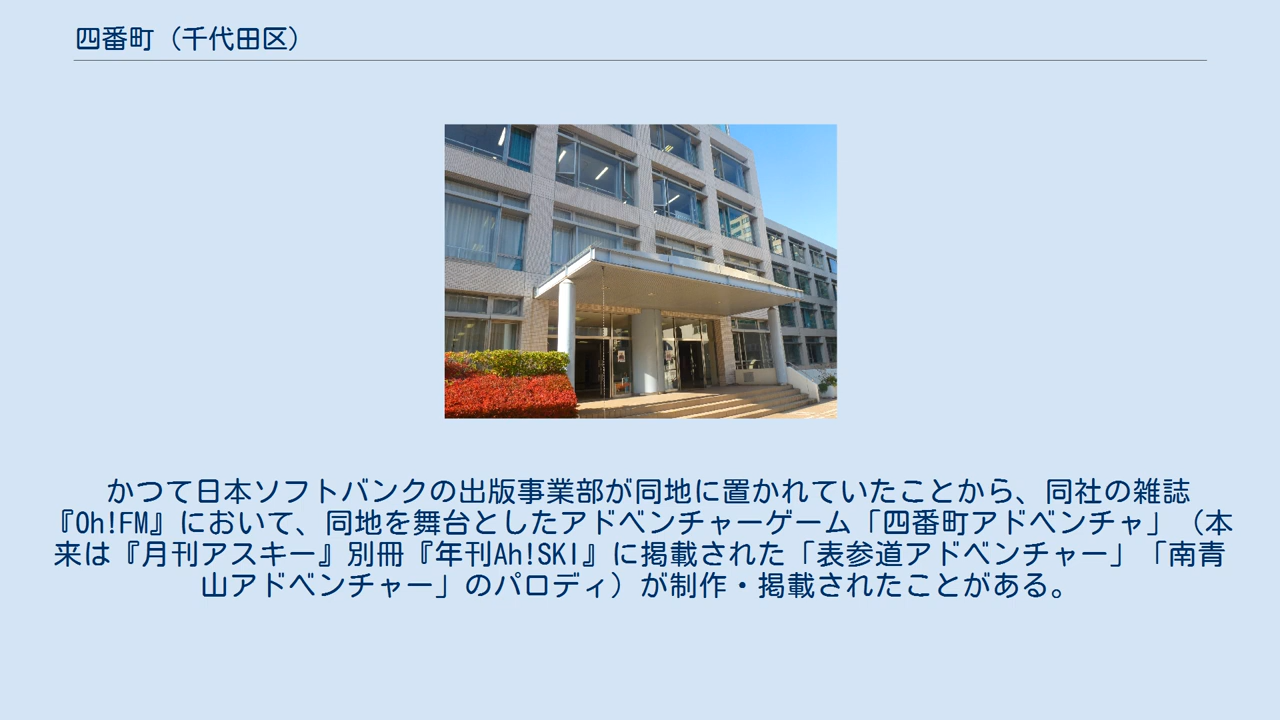 四番町（千代田区）
かつて日本ソフトバンクの出版事業部が同地に置かれていたことから、同社の雑誌
『Oh!FM』において、同地を舞台としたアドベンチャーゲーム「四番町アドベンチャ」（本
来は『月刊アスキー』別冊『年刊Ah!SKI』に掲載された「表参道アドベンチャー」「南青
山アドベンチャー」のパロディ）が制作・掲載されたことがある。